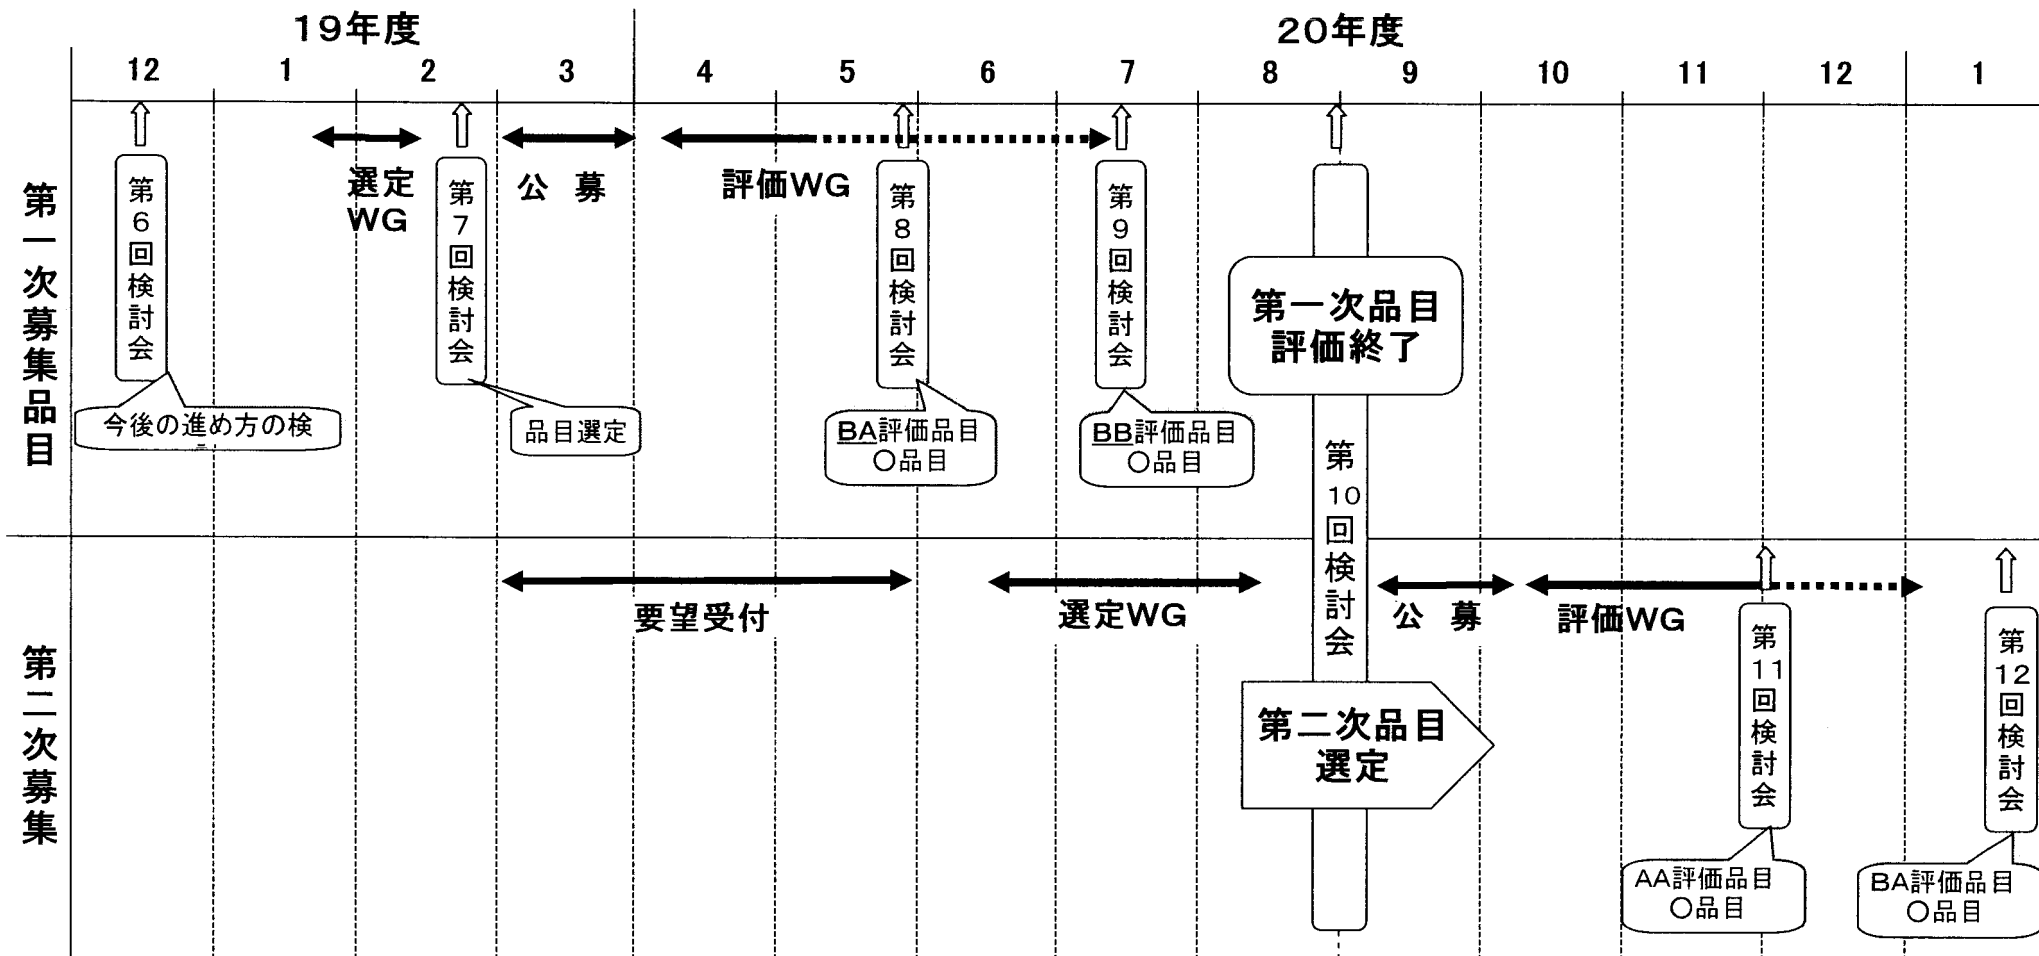 19年度
20年度
12 1 2 3 4 5 6 7 8 9 10 11 12 1
第一次募集品目
第6回検討会
今後の進め方の検
選定
WG
第7回検討会
品目選定
公 募
評価WG
第8回検討会
BA評価品目
○品目
第9回検討会
BB評価品目
○品目
第一次品目
評価終了
第10回検討会
第二次募集
要望受付
選定WG
第二次品目
選定
公 募
評価WG
第11回検討会
AA評価品目
○品目
第12回検討会
BA評価品目
○品目